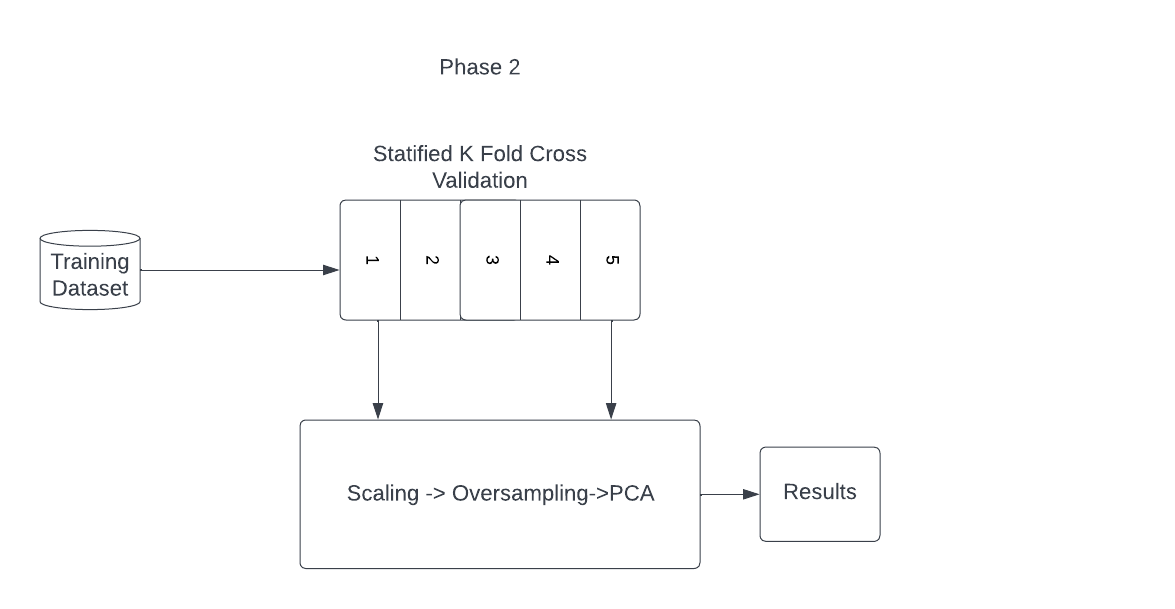 Phase 2
Statified K Fold Cross
Validation
1
2
3
4
5
Training
Dataset
Scaling -> Oversampling->PCA
Results